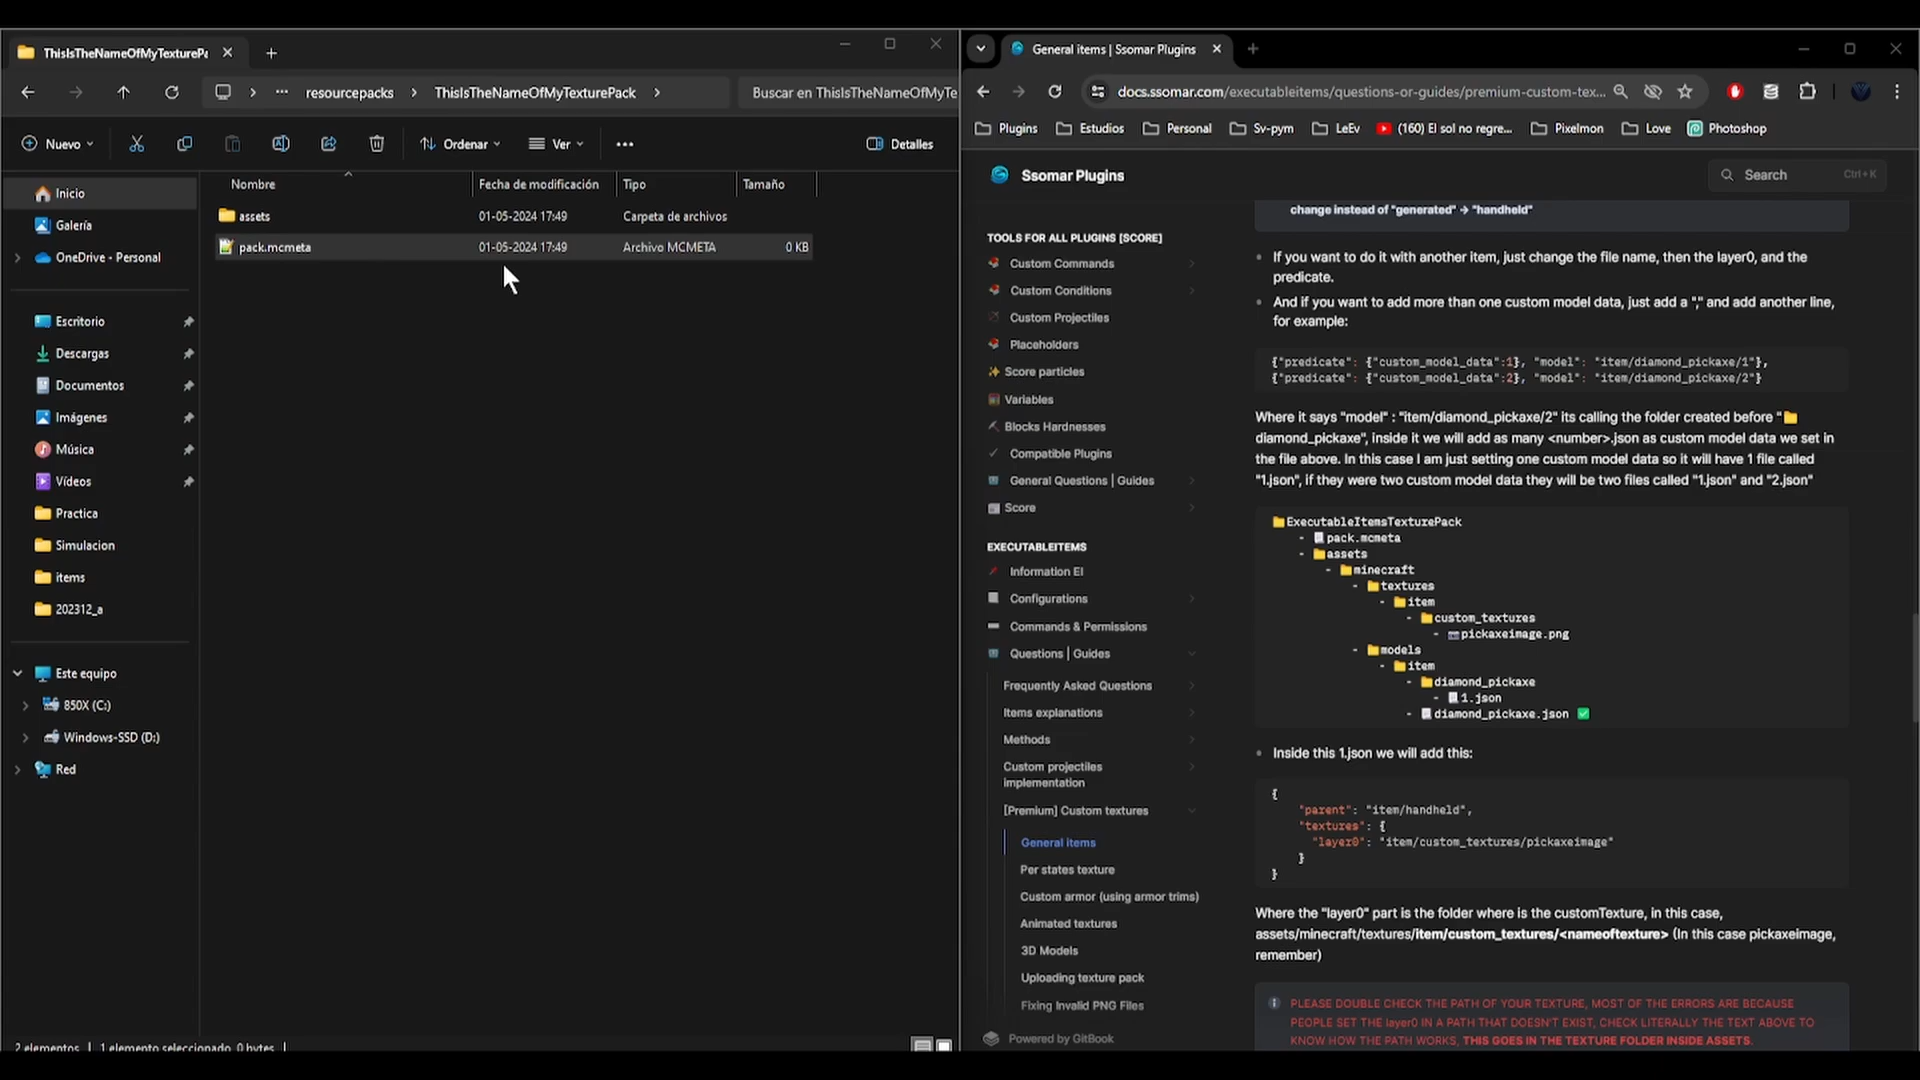 ThisIsTheNameOfMyTexturePa
resourcepacks > ThisIsTheNameOfMyTexturePack >
Buscar en ThisIsTheNameOfMyTe
Nuevo
Ordenar
Ver
Detalles
Nombre
Fecha de modificación
Tipo
Tamaño
assets
01-05-2024 17:49
Carpeta de archivos
pack.mcmeta
01-05-2024 17:49
Archivo MCMETA
0 KB
Inicio
Galería
OneDrive - Personal
Escritorio
Descargas
Documentos
Imágenes
Música
Vídeos
Practica
Simulacion
items
202312_a
Este equipo
850X (C:)
Windows-SSD (D:)
Red
2 elementos | 1 elemento seleccionado 0 bytes |
General items | Ssomar Plugins
docs.ssomar.com/executableitems/questions-or-guides/premium-custom-tex...
Plugins
Estudios
Personal
Sv-pym
LeEv
(160) El sol no regre...
Pixelmon
Love
Photoshop
Ssomar Plugins
Search
Ctrl+K
TOOLS FOR ALL PLUGINS [SCORE]
Custom Commands
Custom Conditions
Custom Projectiles
Placeholders
Score particles
Variables
Blocks Hardnesses
Compatible Plugins
General Questions | Guides
Score
EXECUTABLEITEMS
Information EI
Configurations
Commands & Permissions
Questions | Guides
Frequently Asked Questions
Items explanations
Methods
Custom projectiles
implementation
[Premium] Custom textures
General items
Per states texture
Custom armor (using armor trims)
Animated textures
3D Models
Uploading texture pack
Fixing Invalid PNG Files
Powered by GitBook
change instead of "generated" → "handheld"
If you want to do it with another item, just change the file name, then the layer0, and the
predicate.
And if you want to add more than one custom model data, just add a "," and add another line,
for example:
{"predicate": {"custom_model_data":1}, "model": "item/diamond_pickaxe/1"},
{"predicate": {"custom_model_data":2}, "model": "item/diamond_pickaxe/2"}
Where it says "model" : "item/diamond_pickaxe/2" its calling the folder created before "
diamond_pickaxe", inside it we will add as many <number>.json as custom model data we set in
the file above. In this case I am just setting one custom model data so it will have 1 file called
"1.json", if they were two custom model data they will be two files called "1.json" and "2.json"
ExecutableItemsTexturePack
- pack.mcmeta
- assets
- minecraft
- textures
- item
- custom_textures
- pickaxeimage.png
- models
- item
- diamond_pickaxe
- 1.json
- diamond_pickaxe.json
Inside this 1.json we will add this:
{
"parent": "item/handheld",
"textures": {
"layer0": "item/custom_textures/pickaxeimage"
}
}
Where the "layer0" part is the folder where is the customTexture, in this case,
assets/minecraft/textures/item/custom_textures/<nameoftexture> (In this case pickaxeimage,
remember)
PLEASE DOUBLE CHECK THE PATH OF YOUR TEXTURE, MOST OF THE ERRORS ARE BECAUSE
PEOPLE SET THE layer0 IN A PATH THAT DOESN'T EXIST, CHECK LITERALLY THE TEXT ABOVE TO
KNOW HOW THE PATH WORKS, THIS GOES IN THE TEXTURE FOLDER INSIDE ASSETS.